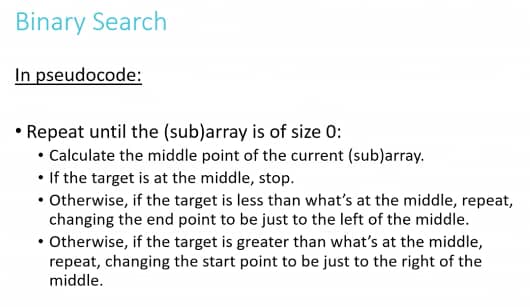 Binary Search
In pseudocode:
• Repeat until the (sub)array is of size 0:
• Calculate the middle point of the current (sub)array.
• If the target is at the middle, stop.
• Otherwise, if the target is less than what’s at the middle, repeat,
changing the end point to be just to the left of the middle.
• Otherwise, if the target is greater than what’s at the middle,
repeat, changing the start point to be just to the right of the
middle.